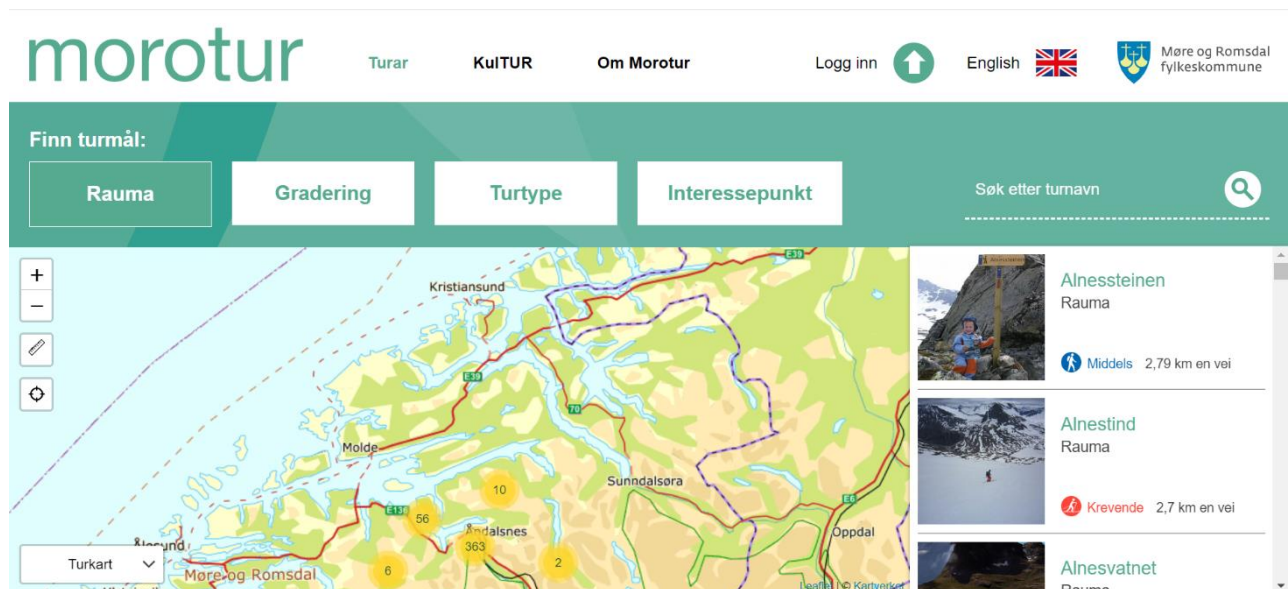 morotur
Turar
KulTUR
Om Morotur
Logg inn
English
Møre og Romsdal
fylkeskommune
Finn turmål:
Rauma
Gradering
Turtype
Interessepunkt
Søk etter turnavn
+
−
Kristiansund
E39
E39
70
Molde
Sunndalsøra
10
E136
56
Åndalsnes
363
E6
Oppdal
Ålesund
2
6
Turkart
Møre og Romsdal
Leaflet | © Kartverket
Alnessteinen
Rauma
Middels 2,79 km en vei
Alnestind
Rauma
Krevende 2,7 km en vei
Alnesvatnet
Rauma